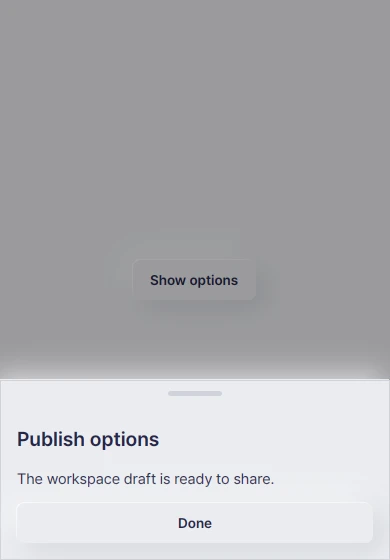 Show options
Publish options
The workspace draft is ready to share.
Done